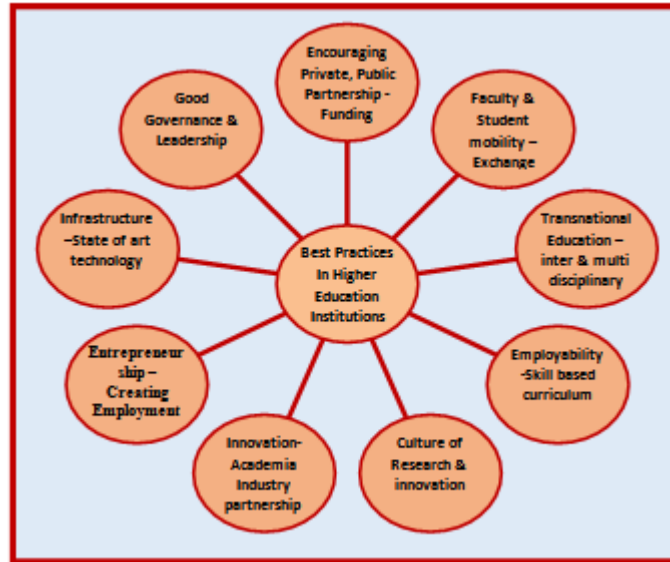 Encouraging
Private, Public
Partnership -
Funding
Faculty &
Student
mobility –
Exchange
Transnational
Education –
inter & multi
disciplinary
Employability
-Skill based
curriculum
Culture of
Research &
innovation
Innovation-
Academia
Industry
partnership
Entrepreneur
ship –
Creating
Employment
Infrastructure
–State of art
technology
Good
Governance &
Leadership
Best Practices
In Higher
Education
Institutions